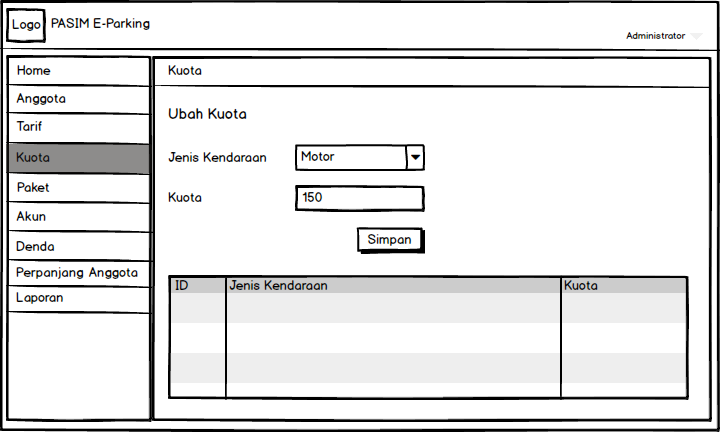 Logo PASIM E-Parking
Administrator
Home
Anggota
Tarif
Kuota
Paket
Akun
Denda
Perpanjang Anggota
Laporan
Kuota
Ubah Kuota
Jenis Kendaraan Motor
Kuota 150
Simpan
ID Jenis Kendaraan Kuota